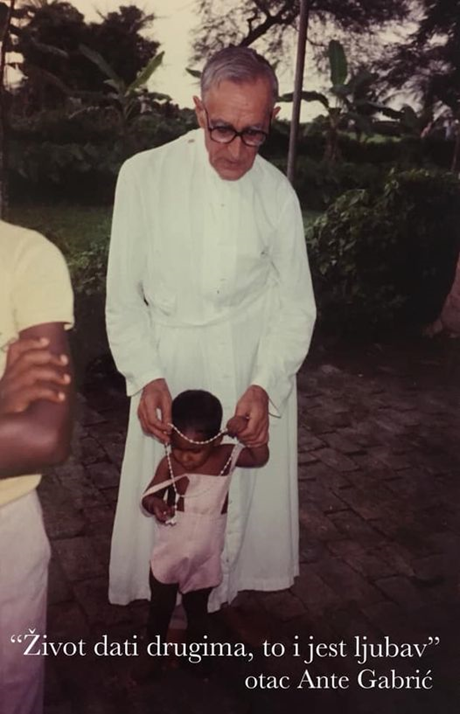 “Život dati drugima, to i jest ljubav”
otac Ante Gabrić